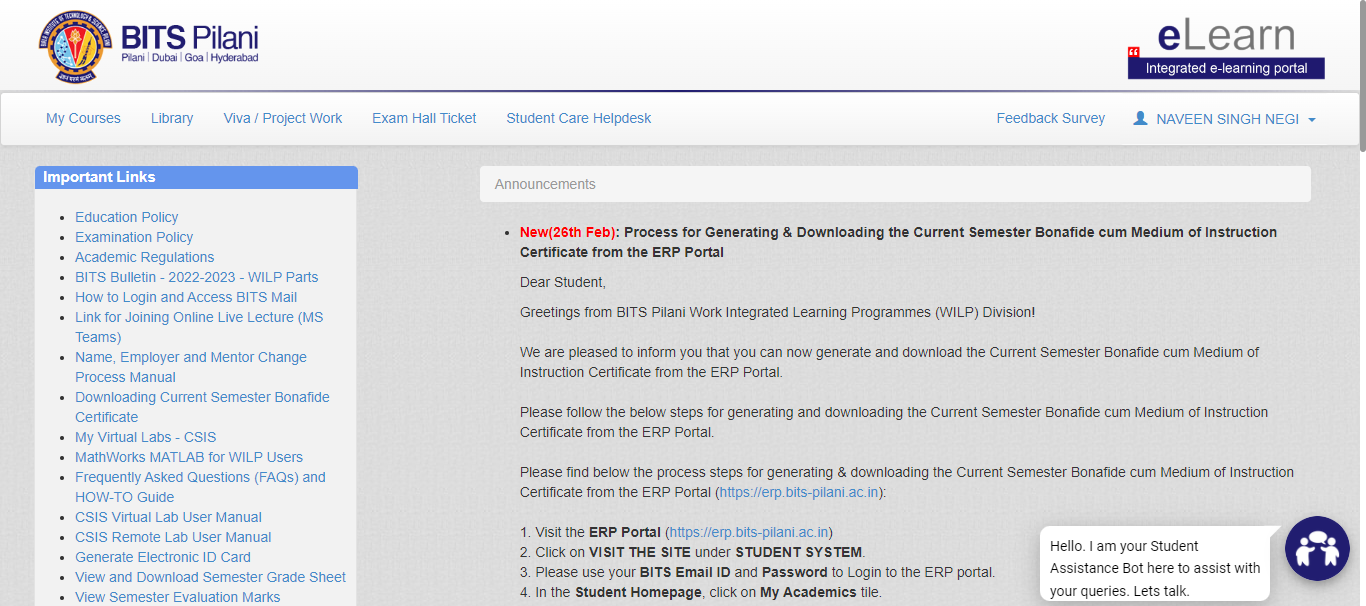 BITS Pilani
Pilani | Dubai | Goa | Hyderabad
eLearn
Integrated e-learning portal
My Courses Library Viva / Project Work Exam Hall Ticket Student Care Helpdesk Feedback Survey NAVEEN SINGH NEGI
Important Links
Education Policy
Examination Policy
Academic Regulations
BITS Bulletin - 2022-2023 - WILP Parts
How to Login and Access BITS Mail
Link for Joining Online Live Lecture (MS
Teams)
Name, Employer and Mentor Change
Process Manual
Downloading Current Semester Bonafide
Certificate
My Virtual Labs - CSIS
MathWorks MATLAB for WILP Users
Frequently Asked Questions (FAQs) and
HOW-TO Guide
CSIS Virtual Lab User Manual
CSIS Remote Lab User Manual
Generate Electronic ID Card
View and Download Semester Grade Sheet
View Semester Evaluation Marks
Announcements
New(26th Feb): Process for Generating & Downloading the Current Semester Bonafide cum Medium of Instruction
Certificate from the ERP Portal
Dear Student,
Greetings from BITS Pilani Work Integrated Learning Programmes (WILP) Division!
We are pleased to inform you that you can now generate and download the Current Semester Bonafide cum Medium of
Instruction Certificate from the ERP Portal.
Please follow the below steps for generating and downloading the Current Semester Bonafide cum Medium of Instruction
Certificate from the ERP Portal.
Please find below the process steps for generating & downloading the Current Semester Bonafide cum Medium of Instruction
Certificate from the ERP Portal (https://erp.bits-pilani.ac.in):
1. Visit the ERP Portal (https://erp.bits-pilani.ac.in)
2. Click on VISIT THE SITE under STUDENT SYSTEM.
3. Please use your BITS Email ID and Password to Login to the ERP portal.
4. In the Student Homepage, click on My Academics tile.
Hello. I am your Student
Assistance Bot here to assist with
your queries. Lets talk.